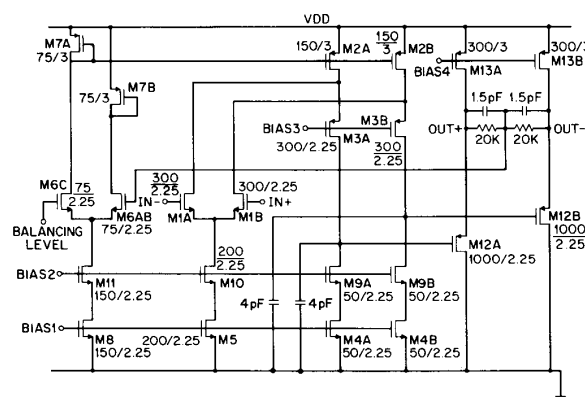 VDD
M7A
75/3
M7B
75/3
150/3
M2A
150
3
M2B
300/3
M13A
BIAS4
300/3
M13B
1.5pF
1.5pF
OUT+
OUT-
20K
20K
BIAS3
M3A
300/2.25
M3B
300
2.25
M6C
75
2.25
BALANCING
LEVEL
M6AB
75/2.25
IN-
300
2.25
M1A
300/2.25
M1B
IN+
M12A
1000/2.25
M12B
1000
2.25
BIAS2
M11
150/2.25
200
2.25
M10
4pF
4pF
M9A
50/2.25
M9B
50/2.25
BIAS1
M8
150/2.25
200/2.25
M5
M4A
50/2.25
M4B
50/2.25